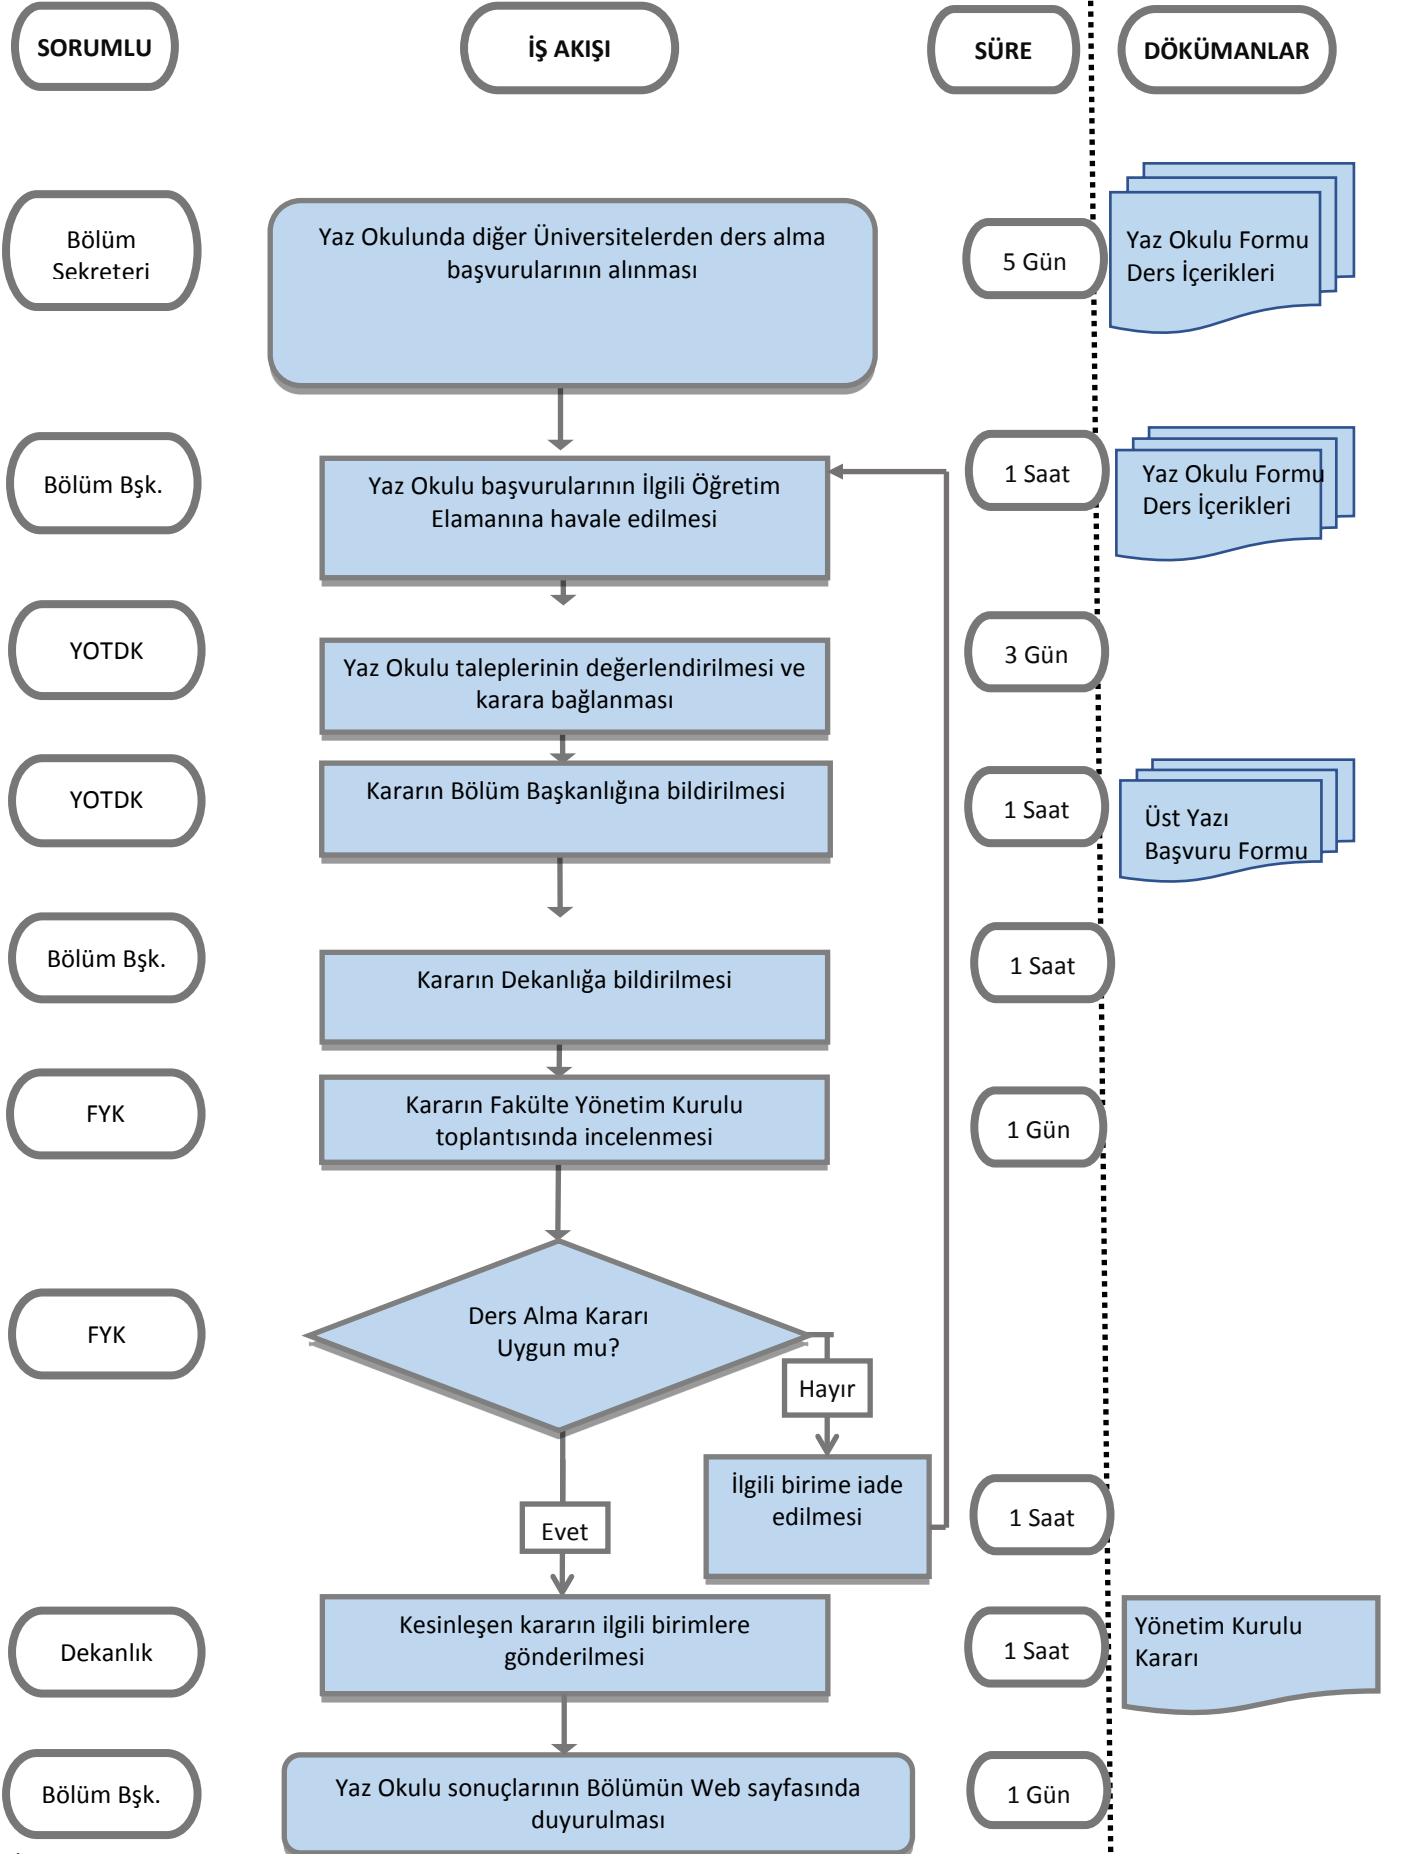 SORUMLU
İŞ AKIŞI
SÜRE
DÖKÜMANLAR
Bölüm
Sekreteri
Yaz Okulunda diğer Üniversitelerden ders alma
başvurularının alınması
5 Gün
Yaz Okulu Formu
Ders İçerikleri
Bölüm Bşk.
Yaz Okulu başvurularının İlgili Öğretim
Elamanına havale edilmesi
1 Saat
Yaz Okulu Formu
Ders İçerikleri
YOTDK
Yaz Okulu taleplerinin değerlendirilmesi ve
karara bağlanması
3 Gün
YOTDK
Kararın Bölüm Başkanlığına bildirilmesi
1 Saat
Üst Yazı
Başvuru Formu
Bölüm Bşk.
Kararın Dekanlığa bildirilmesi
1 Saat
FYK
Kararın Fakülte Yönetim Kurulu
toplantısında incelenmesi
1 Gün
FYK
Ders Alma Kararı
Uygun mu?
Hayır
İlgili birime iade
edilmesi
1 Saat
Evet
Dekanlık
Kesinleşen kararın ilgili birimlere
gönderilmesi
1 Saat
Yönetim Kurulu
Kararı
Bölüm Bşk.
Yaz Okulu sonuçlarının Bölümün Web sayfasında
duyurulması
1 Gün